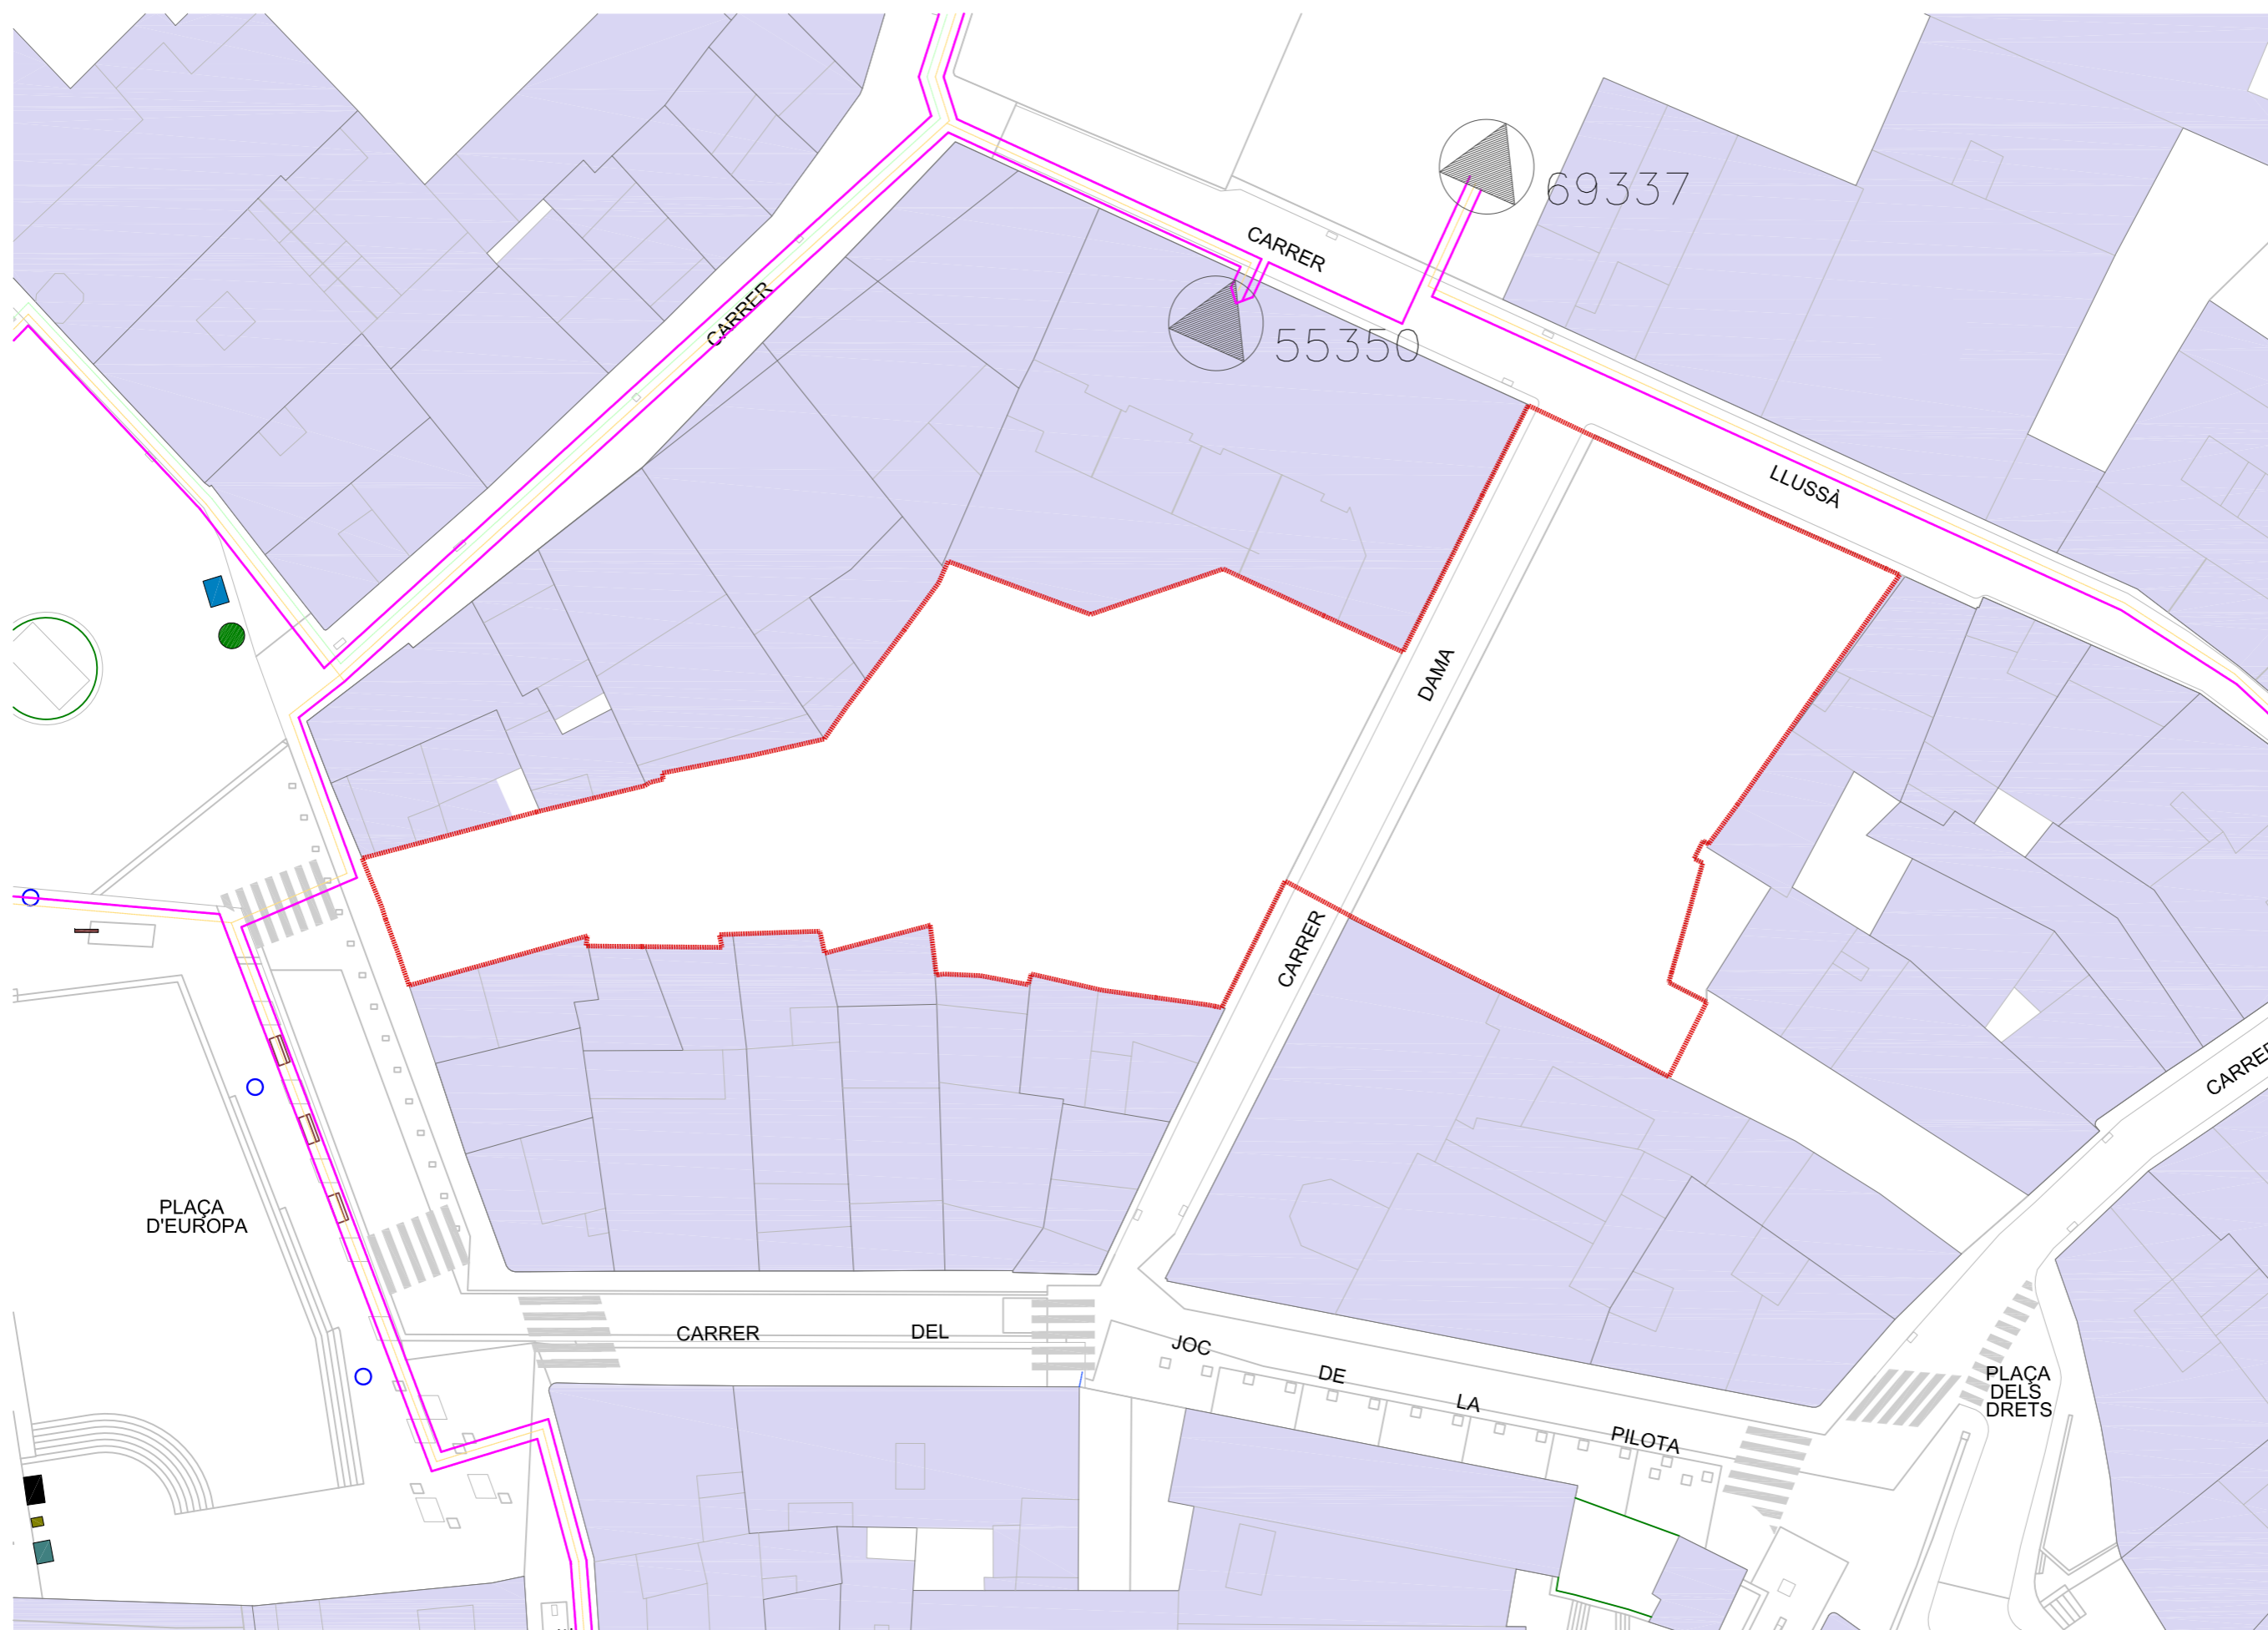 69337
CARRER
55350
CARRER
LLUSSÀ
DAMA
CARRER
CARRER
PLAÇA
D'EUROPA
CARRER DEL JOC DE LA PILOTA
PLAÇA
DELS
DRETS